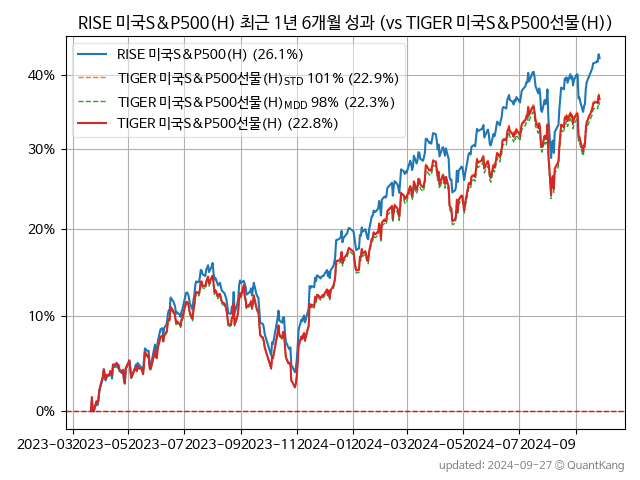 RISE 미국S&P500(H) 최근 1년 6개월 성과 (vs TIGER 미국S&P500선물(H))
RISE 미국S&P500(H) (26.1%)
TIGER 미국S&P500선물(H)STD 101% (22.9%)
TIGER 미국S&P500선물(H)MDD 98% (22.3%)
TIGER 미국S&P500선물(H) (22.8%)
40%
30%
20%
10%
0%
2023-03 2023-05 2023-07 2023-09 2023-11 2024-01 2024-03 2024-05 2024-07 2024-09
updated: 2024-09-27 © QuantKang